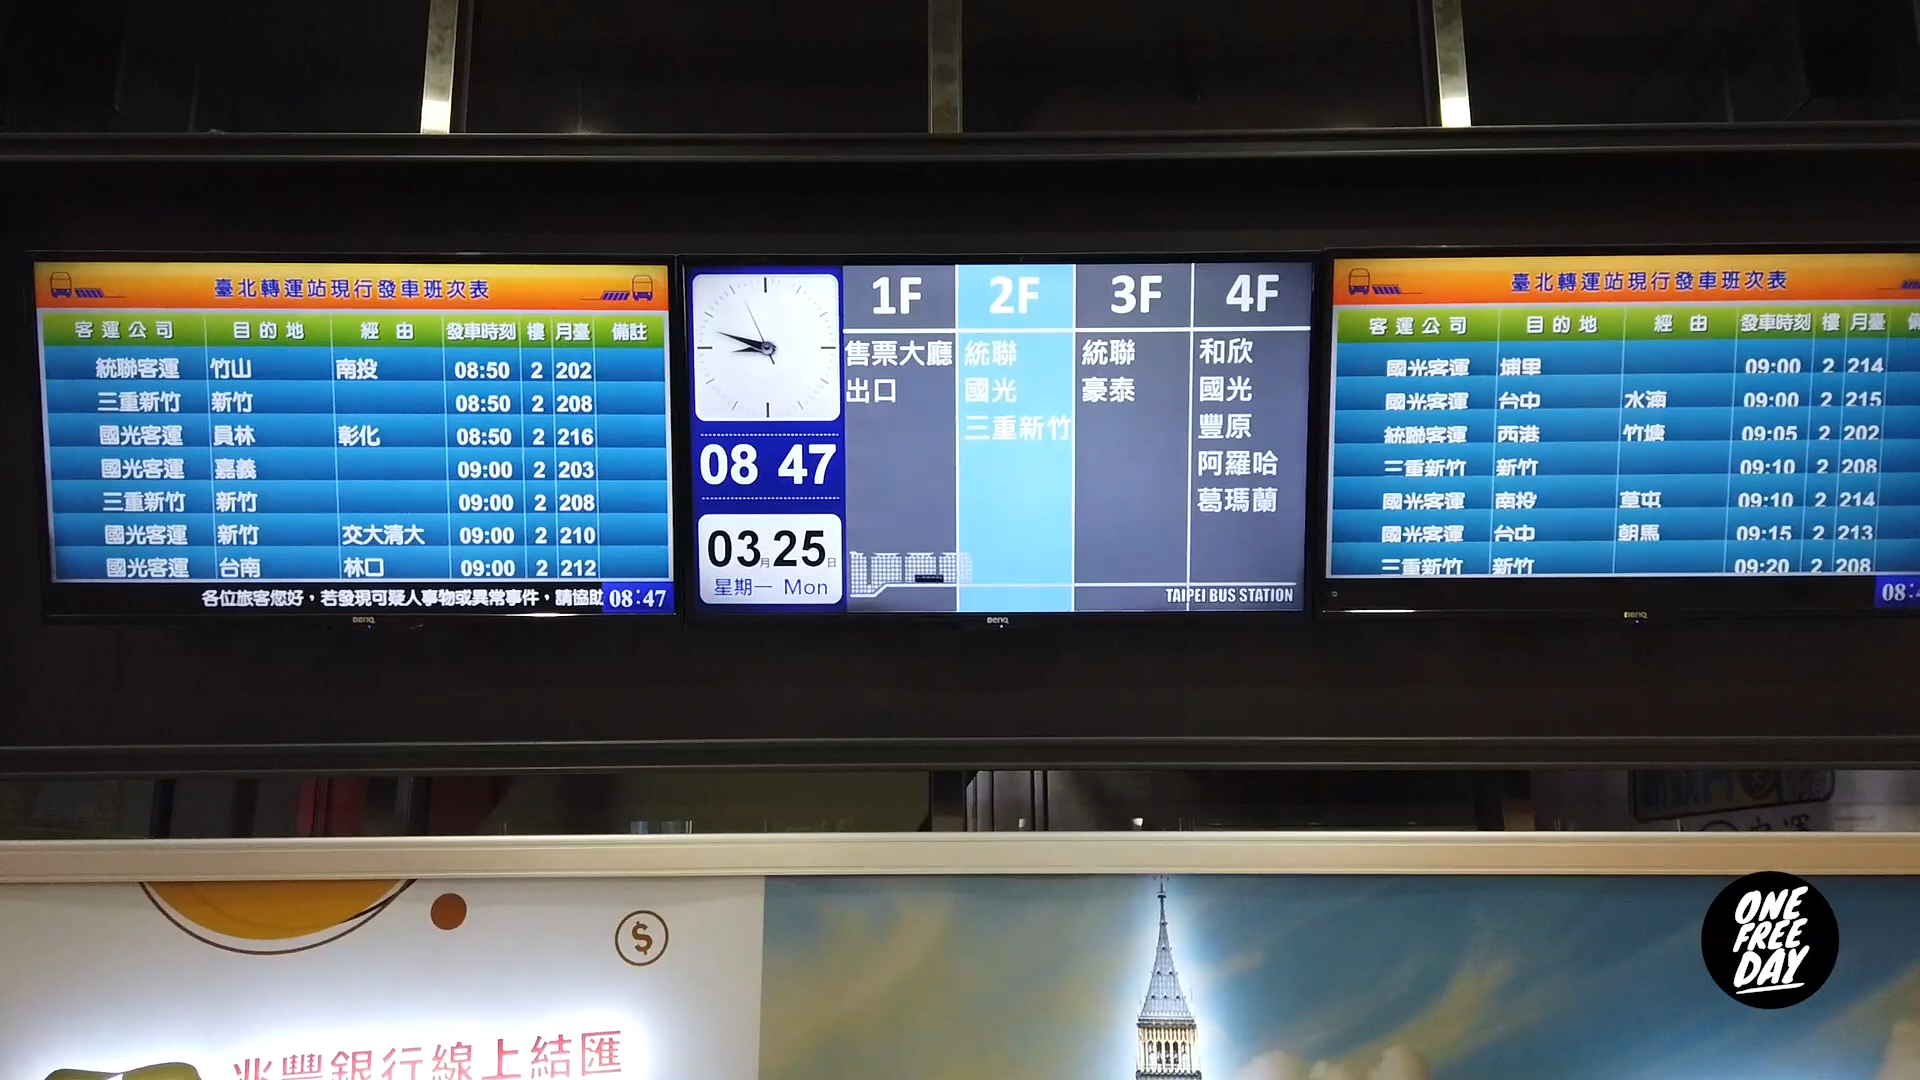 臺北轉運站現行發車班次表
客運公司 目的地 經由 發車時刻 樓 月臺 備註
統聯客運 竹山 南投 08:50 2 202
三重新竹 新竹 08:50 2 208
國光客運 員林 彰化 08:50 2 216
國光客運 嘉義 09:00 2 203
三重新竹 新竹 09:00 2 208
國光客運 新竹 交大清大 09:00 2 210
國光客運 台南 林口 09:00 2 212
各位旅客您好，若發現可疑人事物或異常事件，請協助 08:47
BenQ
08 47
03月25日
星期一 Mon
1F 2F 3F 4F
售票大廳 統聯 統聯 和欣
出口 國光 豪泰 國光
三重新竹 豐原
阿羅哈
葛瑪蘭
TAIPEI BUS STATION
BenQ
臺北轉運站現行發車班次表
客運公司 目的地 經由 發車時刻 樓 月臺
國光客運 埔里 09:00 2 214
國光客運 台中 水湳 09:00 2 215
統聯客運 西港 竹塘 09:05 2 202
三重新竹 新竹 09:10 2 208
國光客運 南投 草屯 09:10 2 214
國光客運 台中 朝馬 09:15 2 213
三重新竹 新竹 09:20 2 208
08:4
BenQ
$
兆豐銀行線上結匯
ONE
FREE
DAY